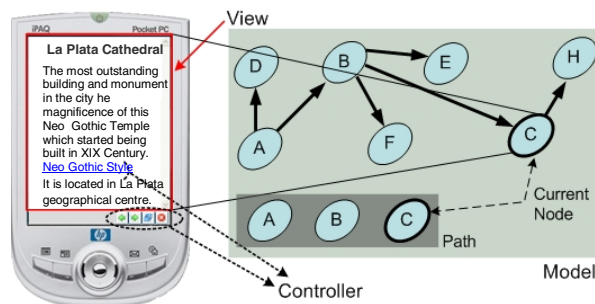 iPAQ
Pocket PC
La Plata Cathedral
The most outstanding
building and monument
in the city he
magnificence of this
Neo Gothic Temple
which started being
built in XIX Century.
Neo Gothic Style
It is located in La Plata
geographical centre.
hp
View
D
B
E
H
A
F
C
A
B
C
Path
Current
Node
Model
Controller